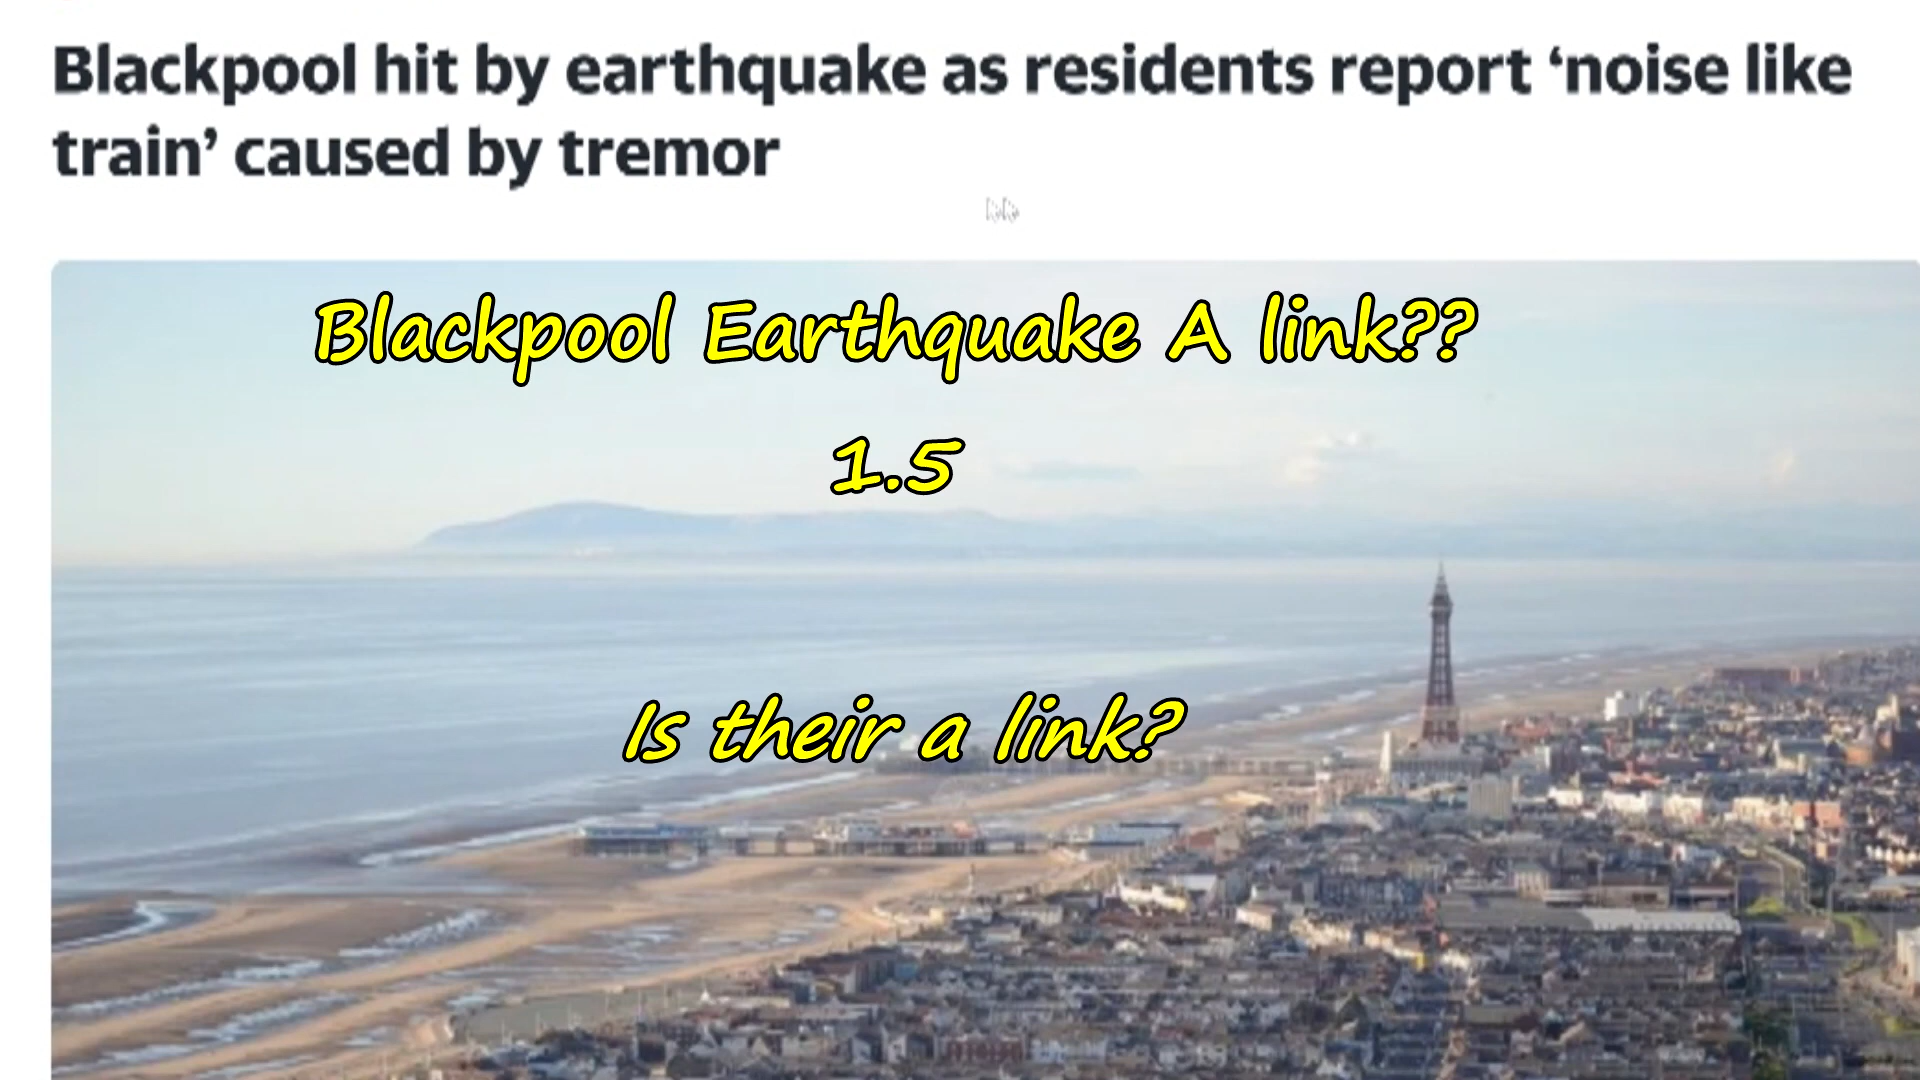 Blackpool hit by earthquake as residents report ‘noise like
train’ caused by tremor
Blackpool Earthquake A link??
1.5
Is their a link?